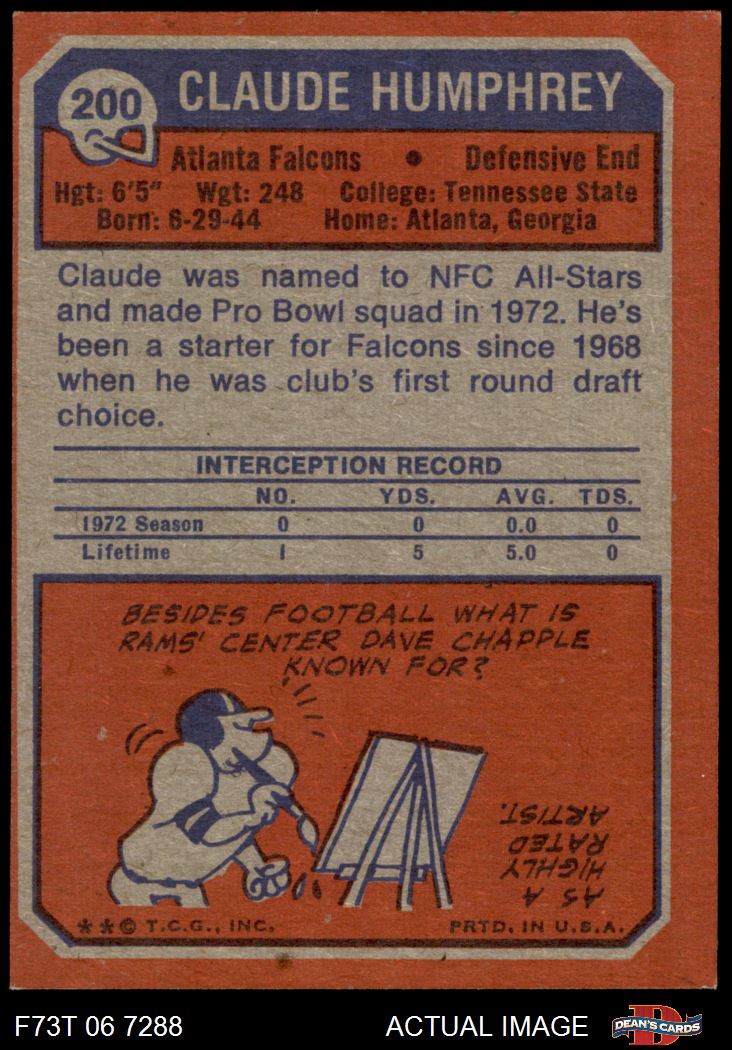 200
CLAUDE HUMPHREY
Atlanta Falcons • Defensive End
Hgt: 6'5" Wgt: 248 College: Tennessee State
Born: 6-29-44 Home: Atlanta, Georgia
Claude was named to NFC All-Stars
and made Pro Bowl squad in 1972. He's
been a starter for Falcons since 1968
when he was club's first round draft
choice.
INTERCEPTION RECORD
NO. YDS. AVG. TDS.
1972 Season 0 0 0.0 0
Lifetime 1 5 5.0 0
BESIDES FOOTBALL WHAT IS
RAMS' CENTER DAVE CHAPPLE
KNOWN FOR?
AS A
HIGHLY
RATED
ARTIST.
**© T.C.G., INC. PRTD. IN U.S.A.
F73T 06 7288 ACTUAL IMAGE
D
DEAN'S CARDS